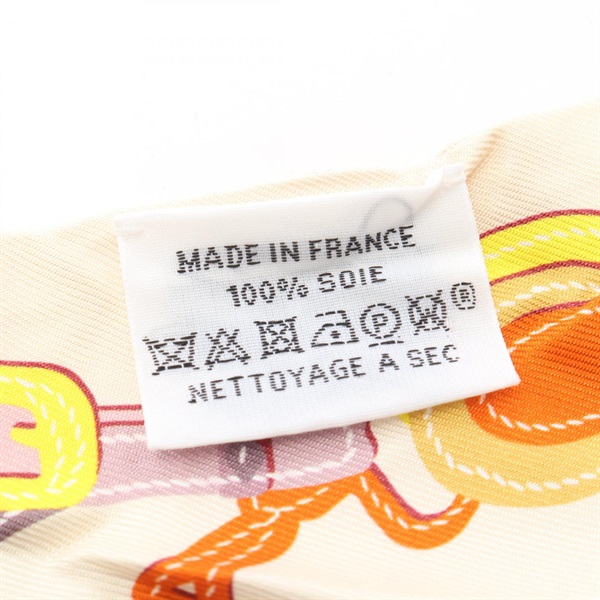 MADE IN FRANCE
100% SOIE
P ®
NETTOYAGE A SEC